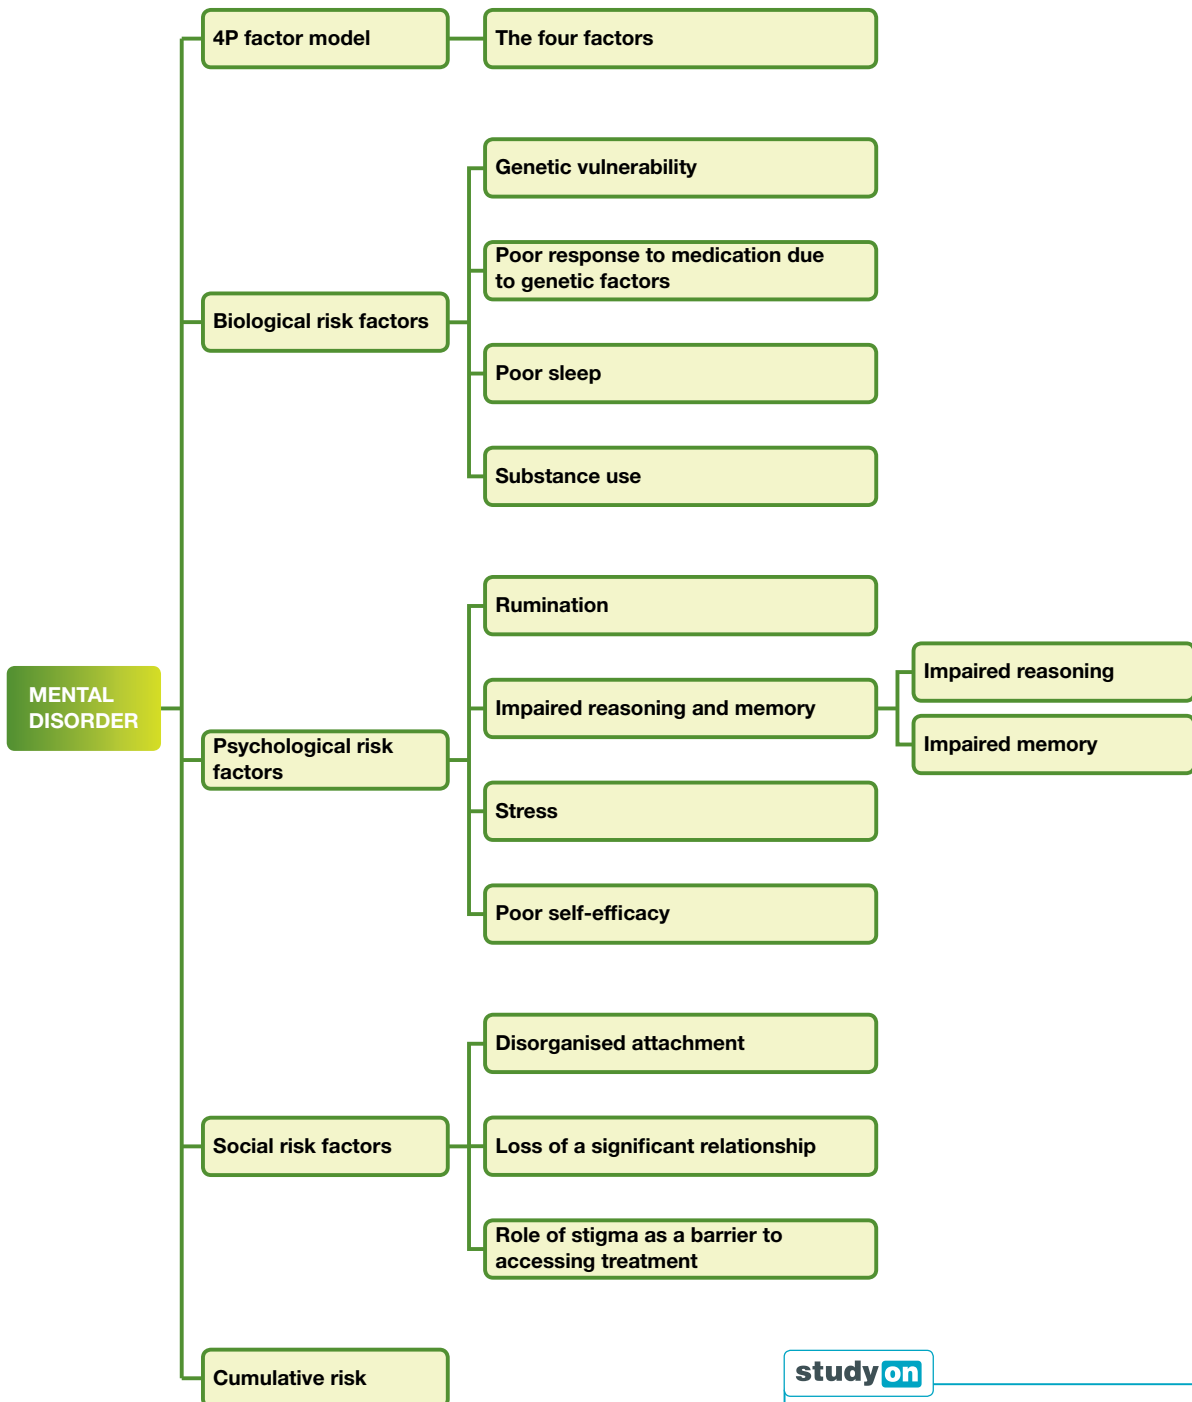 4P factor model
The four factors
Genetic vulnerability
Poor response to medication due
to genetic factors
Biological risk factors
Poor sleep
Substance use
Rumination
Impaired reasoning
MENTAL
DISORDER
Impaired reasoning and memory
Psychological risk
factors
Impaired memory
Stress
Poor self-efficacy
Disorganised attachment
Social risk factors
Loss of a significant relationship
Role of stigma as a barrier to
accessing treatment
Cumulative risk
studyon